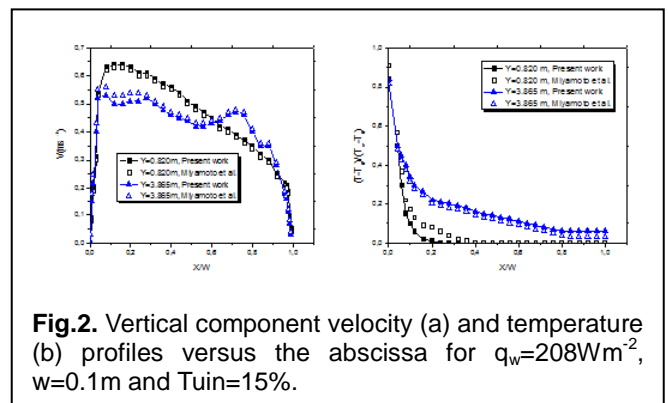 0,7
0,6
0,5
0,4
0,3
0,2
0,1
0,0
V(ms⁻¹)
Y=0.820m, Present work
Y=0.820m, Miyamoto et al.
Y=3.865m, Present work
Y=3.865m, Miyamoto et al.
0,0 0,2 0,4 0,6 0,8 1,0
X/W
1,0
0,8
0,6
0,4
0,2
0,0
Y=0.820 m, Present work
Y=0.820 m, Miyamoto et al.
Y=3.865 m, Present work
Y=3.865 m, Miyamoto et al.
0,0 0,2 0,4 0,6 0,8 1,0
X/W
Fig.2. Vertical component velocity (a) and temperature
(b) profiles versus the abscissa for q_w=208Wm⁻²,
w=0.1m and Tuin=15%.